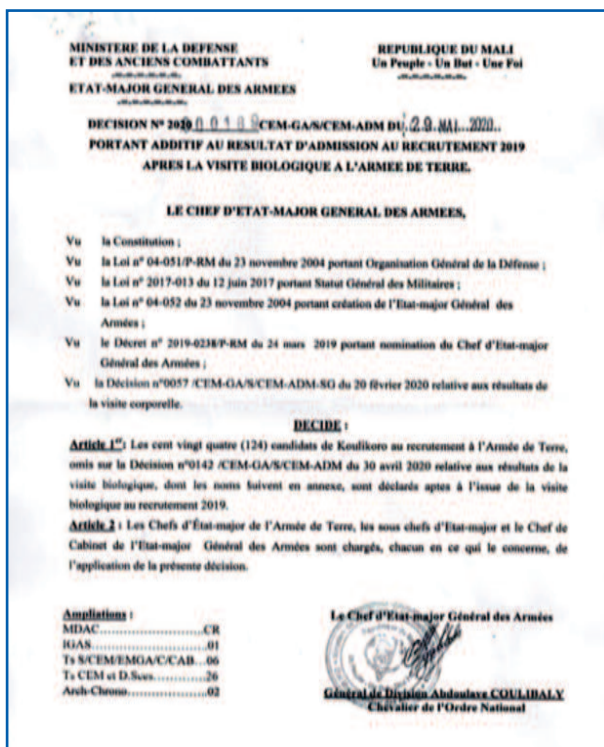 MINISTERE DE LA DEFENSE
ET DES ANCIENS COMBATTANTS
REPUBLIQUE DU MALI
Un Peuple - Un But - Une Foi
ETAT-MAJOR GENERAL DES ARMEES
DECISION N° 2020 000189 CEM-GA/S/CEM-ADM DU 29 MAI 2020
PORTANT ADDITIF AU RESULTAT D'ADMISSION AU RECRUTEMENT 2019
APRES LA VISITE BIOLOGIQUE A L'ARMEE DE TERRE.
LE CHEF D'ETAT-MAJOR GENERAL DES ARMEES,
Vu la Constitution ;
Vu la Loi n° 04-051/P-RM du 23 novembre 2004 portant Organisation Général de la Défense ;
Vu la Loi n° 2017-013 du 12 juin 2017 portant Statut Général des Militaires ;
Vu la Loi n° 04-052 du 23 novembre 2004 portant création de l'Etat-major Général des
Armées ;
Vu le Décret n° 2019-0238/P-RM du 24 mars 2019 portant nomination du Chef d'Etat-major
Général des Armées ;
Vu la Décision n°0057 /CEM-GA/S/CEM-ADM-SG du 20 février 2020 relative aux résultats de
la visite corporelle.
DECIDE :
Article 1er: Les cent vingt quatre (124) candidats de Koulikoro au recrutement à l'Armée de Terre,
omis sur la Décision n°0142 /CEM-GA/S/CEM-ADM du 30 avril 2020 relative aux résultats de la
visite biologique, dont les noms Suivent en annexe, sont déclarés aptes à l'issue de la visite
biologique au recrutement 2019.
Article 2 : Les Chefs d'État-major de l'Armée de Terre, les sous chefs d'Etat-major et le Chef de
Cabinet de l'Etat-major Général des Armées sont chargés, chacun en ce qui le concerne, de
l'application de la présente décision.
Ampliations :
MDAC.....................CR
IGAS.......................01
Ts S/CEM/EMGA/C/CAB...06
Ts CEM et D.Sces..........26
Arch-Chrono...............02
Le Chef d'Etat-major Général des Armées
Général de Division Abdoulaye COULIBALY
Chevalier de l'Ordre National